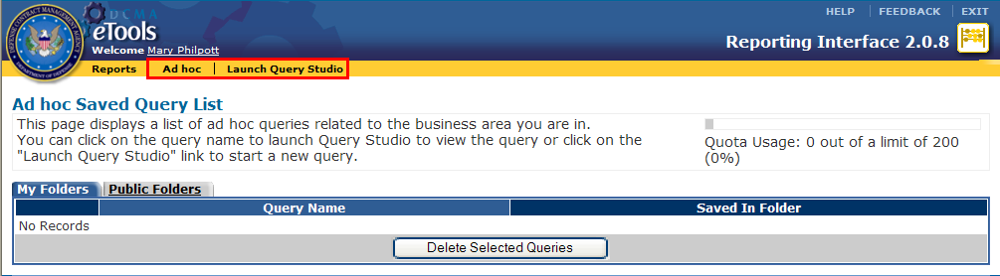 HELP | FEEDBACK | EXIT
DCMA
eTools
Welcome Mary Philpott
Reporting Interface 2.0.8
Reports Ad hoc | Launch Query Studio
Ad hoc Saved Query List
This page displays a list of ad hoc queries related to the business area you are in.
You can click on the query name to launch Query Studio to view the query or click on the
"Launch Query Studio" link to start a new query.
Quota Usage: 0 out of a limit of 200
(0%)
My Folders Public Folders
Query Name Saved In Folder
No Records
Delete Selected Queries